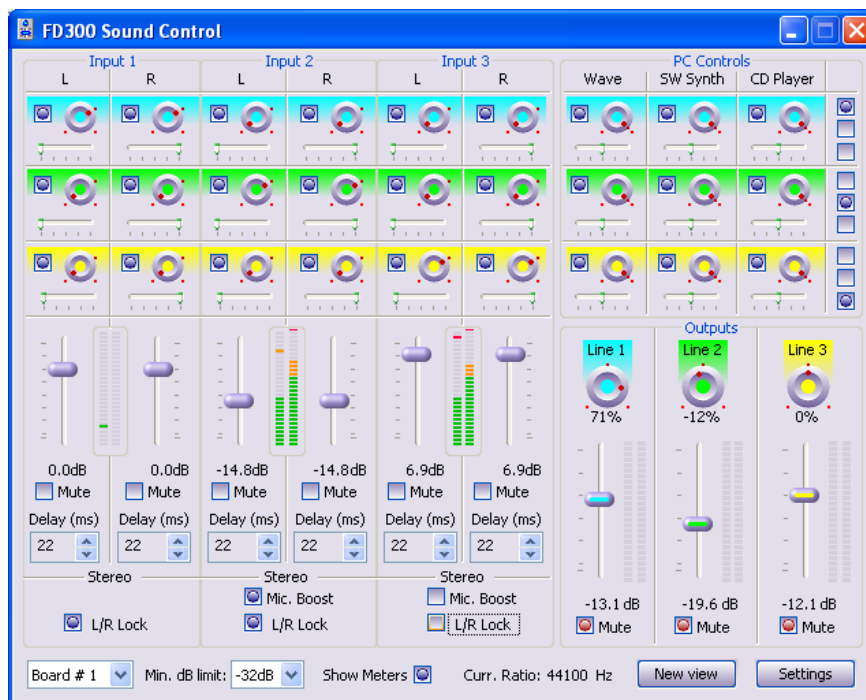 FD300 Sound Control
Input 1 Input 2 Input 3 PC Controls
L R L R L R Wave SW Synth CD Player
Outputs
Line 1 Line 2 Line 3
71% -12% 0%
0.0dB 0.0dB -14.8dB -14.8dB 6.9dB 6.9dB
Mute Mute Mute Mute Mute Mute
Delay (ms) Delay (ms) Delay (ms) Delay (ms) Delay (ms) Delay (ms)
22 22 22 22 22 22
Stereo Stereo Stereo
Mic. Boost Mic. Boost
-13.1 dB -19.6 dB -12.1 dB
L/R Lock L/R Lock L/R Lock
Mute Mute Mute
Board # 1 Min. dB limit: -32dB Show Meters Curr. Ratio: 44100 Hz New view Settings